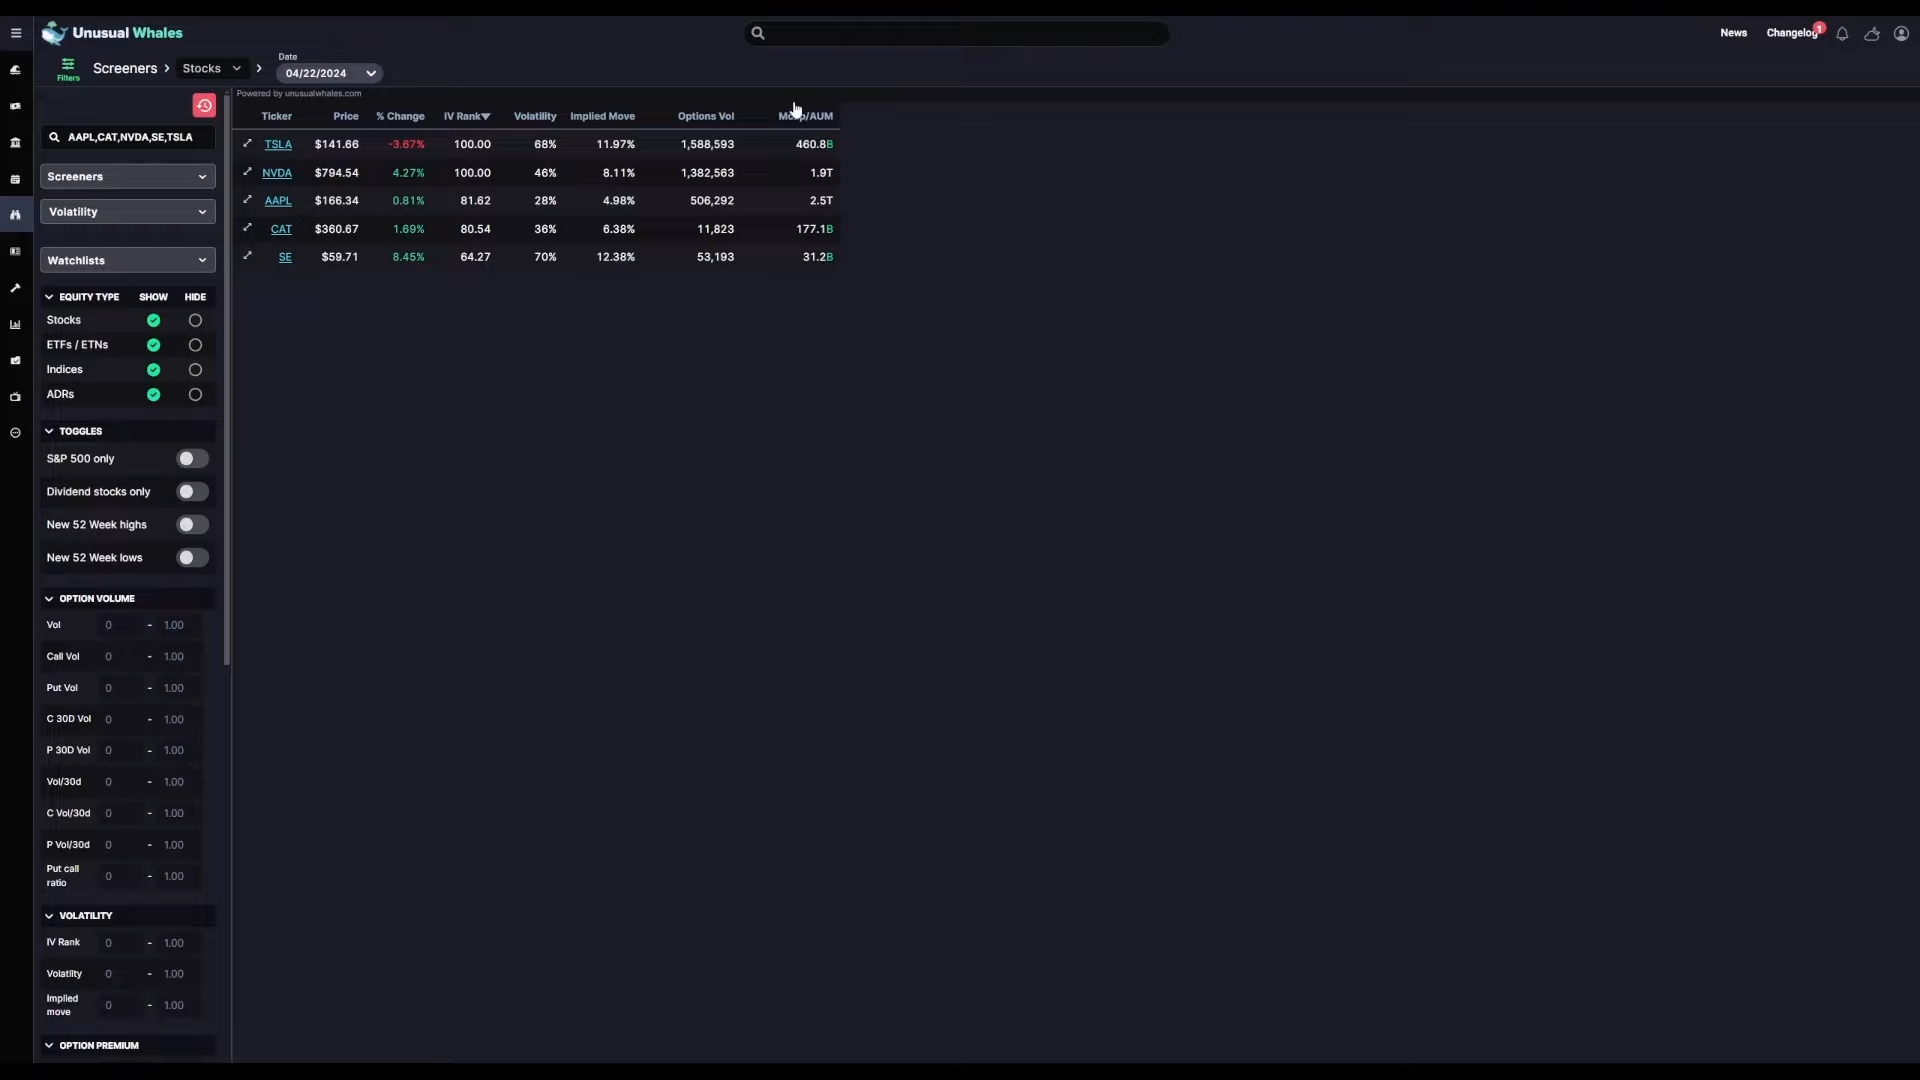 Unusual Whales
News
Changelog
1
Filters
Screeners
Stocks
Date
04/22/2024
Powered by unusualwhales.com
AAPL,CAT,NVDA,SE,TSLA
Screeners
Volatility
Watchlists
EQUITY TYPE SHOW HIDE
Stocks
ETFs / ETNs
Indices
ADRs
TOGGLES
S&P 500 only
Dividend stocks only
New 52 Week highs
New 52 Week lows
OPTION VOLUME
Vol 0 - 1.00
Call Vol 0 - 1.00
Put Vol 0 - 1.00
C 30D Vol 0 - 1.00
P 30D Vol 0 - 1.00
Vol/30d 0 - 1.00
C Vol/30d 0 - 1.00
P Vol/30d 0 - 1.00
Put call
ratio 0 - 1.00
VOLATILITY
IV Rank 0 - 1.00
Volatlity 0 - 1.00
Implied
move 0 - 1.00
OPTION PREMIUM
Ticker Price % Change IV Rank▼ Volatility Implied Move Options Vol
TSLA $141.66 -3.67% 100.00 68% 11.97% 1,588,593 460.8B
NVDA $794.54 4.27% 100.00 46% 8.11% 1,382,563 1.9T
AAPL $166.34 0.81% 81.62 28% 4.98% 506,292 2.5T
CAT $360.67 1.69% 80.54 36% 6.38% 11,823 177.1B
SE $59.71 8.45% 64.27 70% 12.38% 53,193 31.2B